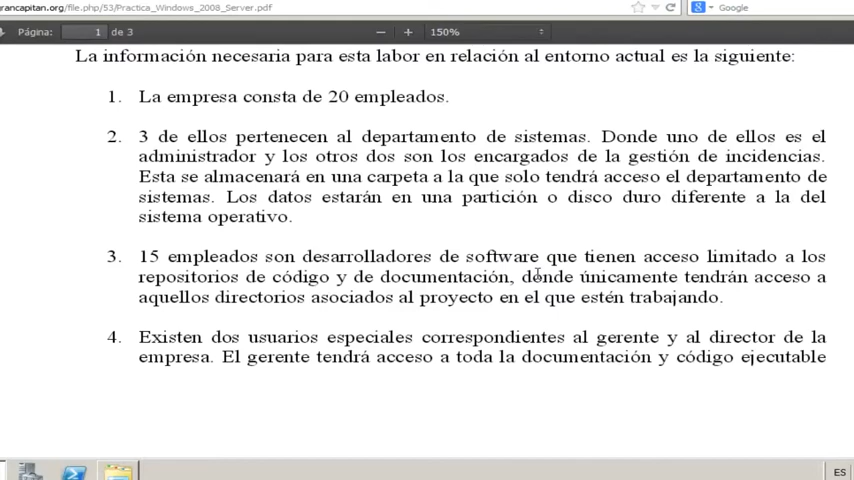 rancapitan.org/file.php/53/Practica_Windows_2008_Server.pdf
Google
Página: 1 de 3
150%
La información necesaria para esta labor en relación al entorno actual es la siguiente:
1. La empresa consta de 20 empleados.
2. 3 de ellos pertenecen al departamento de sistemas. Donde uno de ellos es el
administrador y los otros dos son los encargados de la gestión de incidencias.
Esta se almacenará en una carpeta a la que solo tendrá acceso el departamento de
sistemas. Los datos estarán en una partición o disco duro diferente a la del
sistema operativo.
3. 15 empleados son desarrolladores de software que tienen acceso limitado a los
repositorios de código y de documentación, donde únicamente tendrán acceso a
aquellos directorios asociados al proyecto en el que estén trabajando.
4. Existen dos usuarios especiales correspondientes al gerente y al director de la
empresa. El gerente tendrá acceso a toda la documentación y código ejecutable
ES